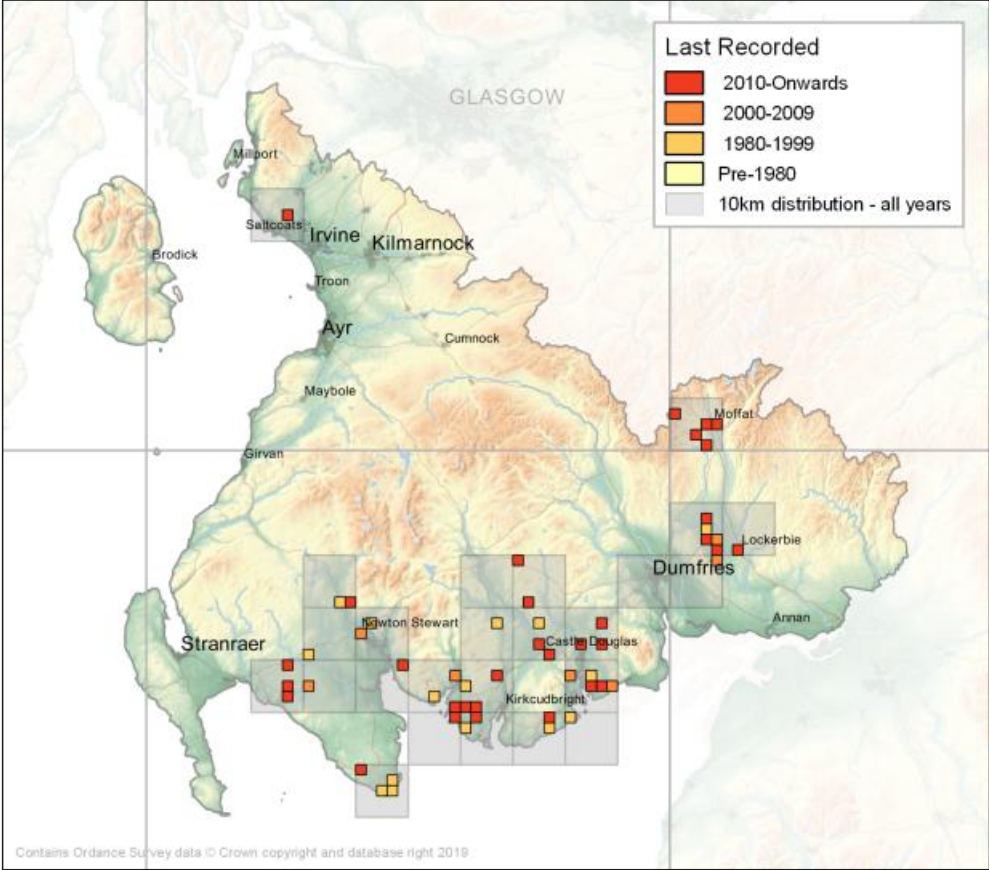 Last Recorded
2010-Onwards
2000-2009
1980-1999
Pre-1980
10km distribution - all years
GLASGOW
Millport
Saltcoats
Irvine
Kilmarnock
Brodick
Troon
Ayr
Cumnock
Maybole
Moffat
Girvan
Lockerbie
Dumfries
Annan
Newton Stewart
Stranraer
Castle Douglas
Kirkcudbright
Contains Ordance Survey data © Crown copyright and database right 2019